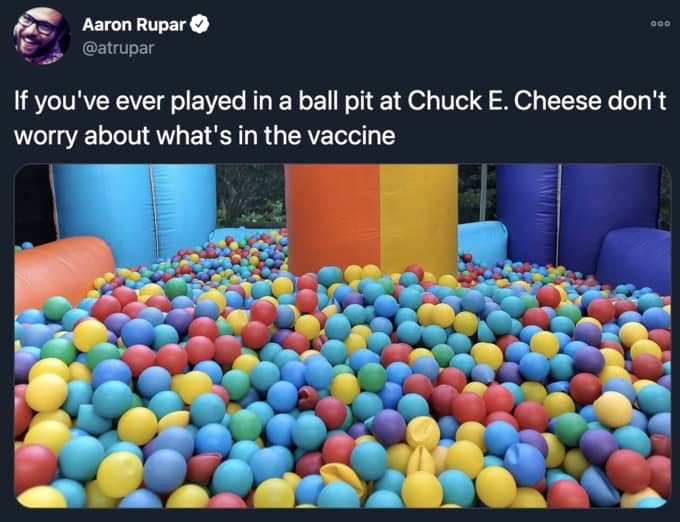 Aaron Rupar
@atrupar
If you've ever played in a ball pit at Chuck E. Cheese don't
worry about what's in the vaccine